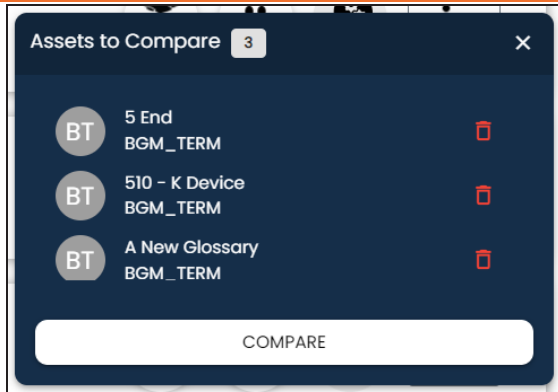 Assets to Compare 3
BT
5 End
BGM_TERM
BT
510 - K Device
BGM_TERM
BT
A New Glossary
BGM_TERM
COMPARE